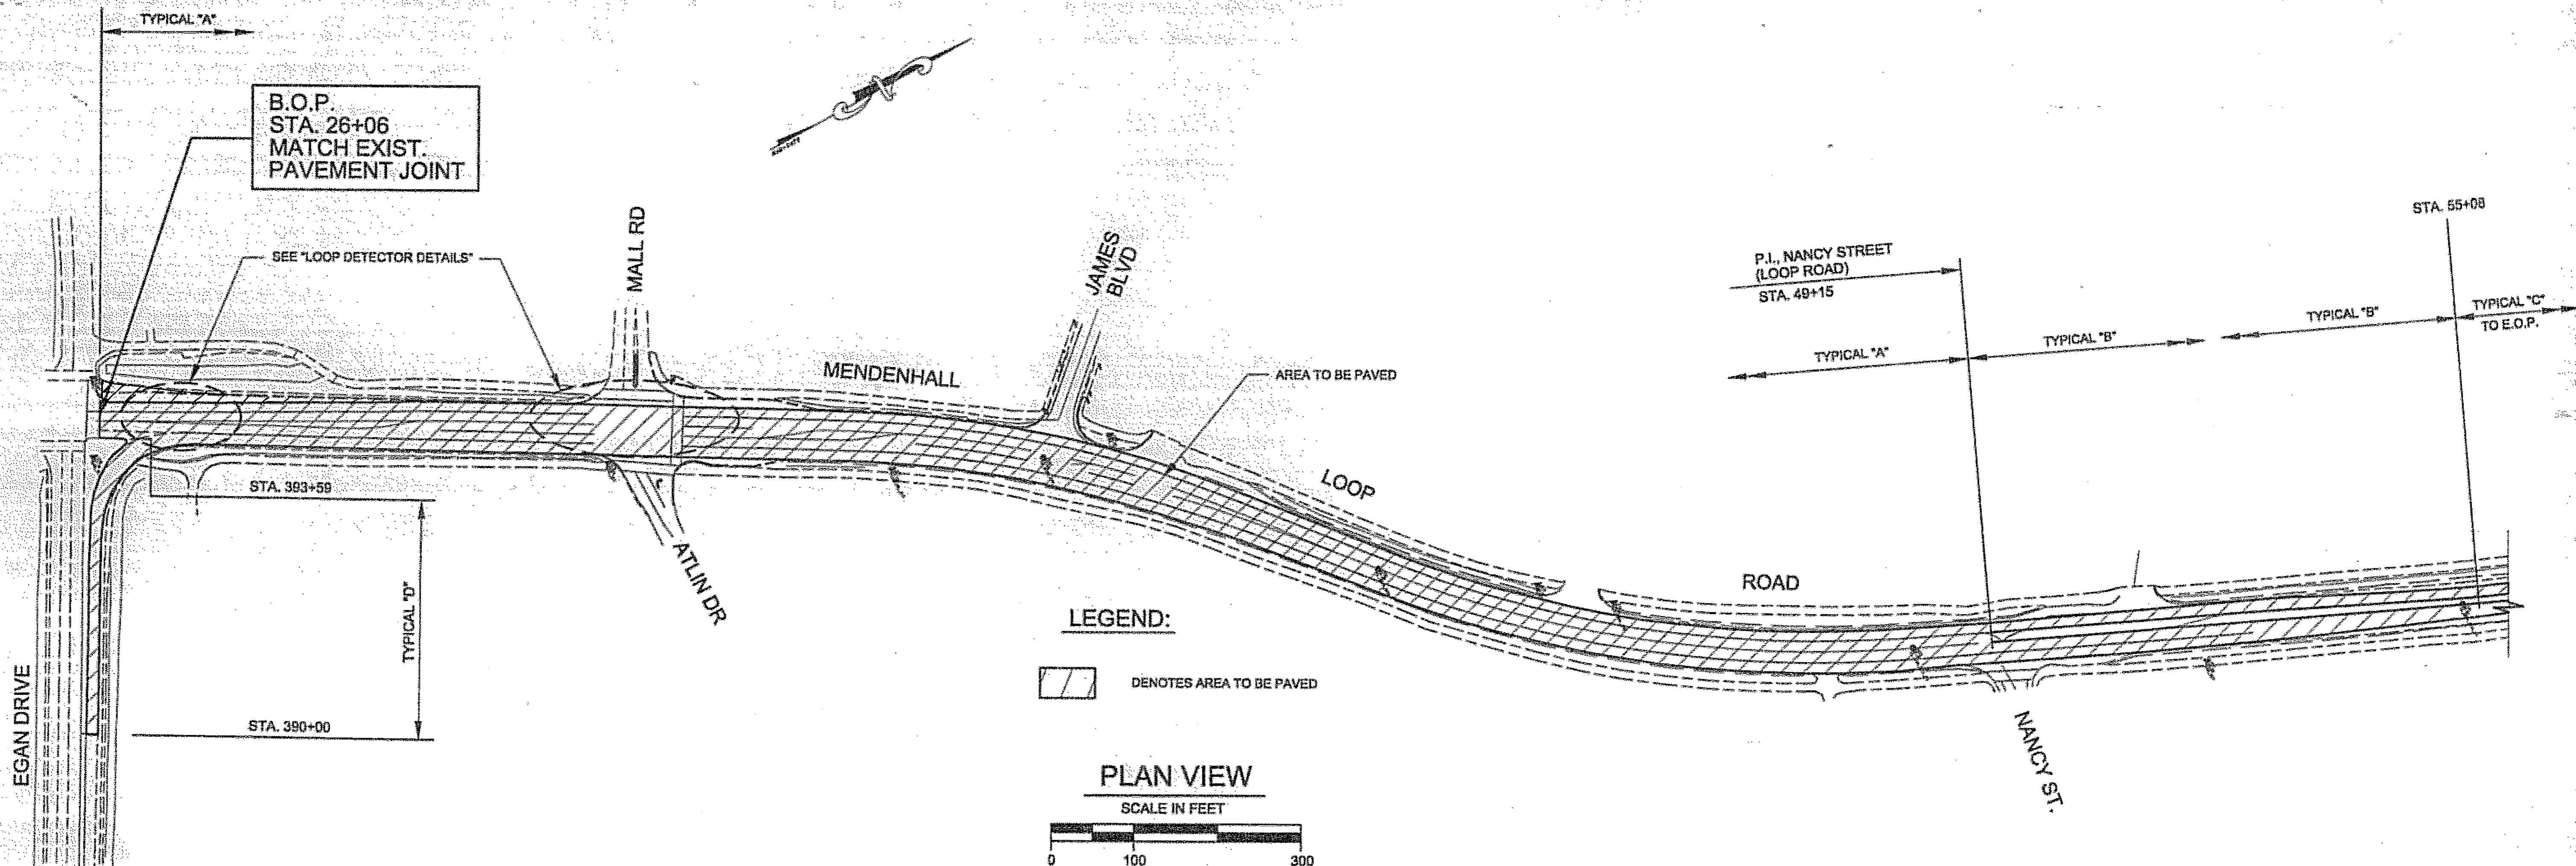 TYPICAL "A"
B.O.P.
STA. 26+06
MATCH EXIST.
PAVEMENT JOINT
N
SEE "LOOP DETECTOR DETAILS"
MALL RD
JAMES
BLVD
STA. 55+08
P.I., NANCY STREET
(LOOP ROAD)
STA. 49+15
TYPICAL "A"
TYPICAL "B"
TYPICAL "B"
TYPICAL "C"
TO E.O.P.
MENDENHALL
AREA TO BE PAVED
LOOP
ROAD
STA. 393+59
TYPICAL "D"
ATLIN DR
LEGEND:
DENOTES AREA TO BE PAVED
EGAN DRIVE
STA. 390+00
NANCY ST.
PLAN VIEW
SCALE IN FEET
0 100 300